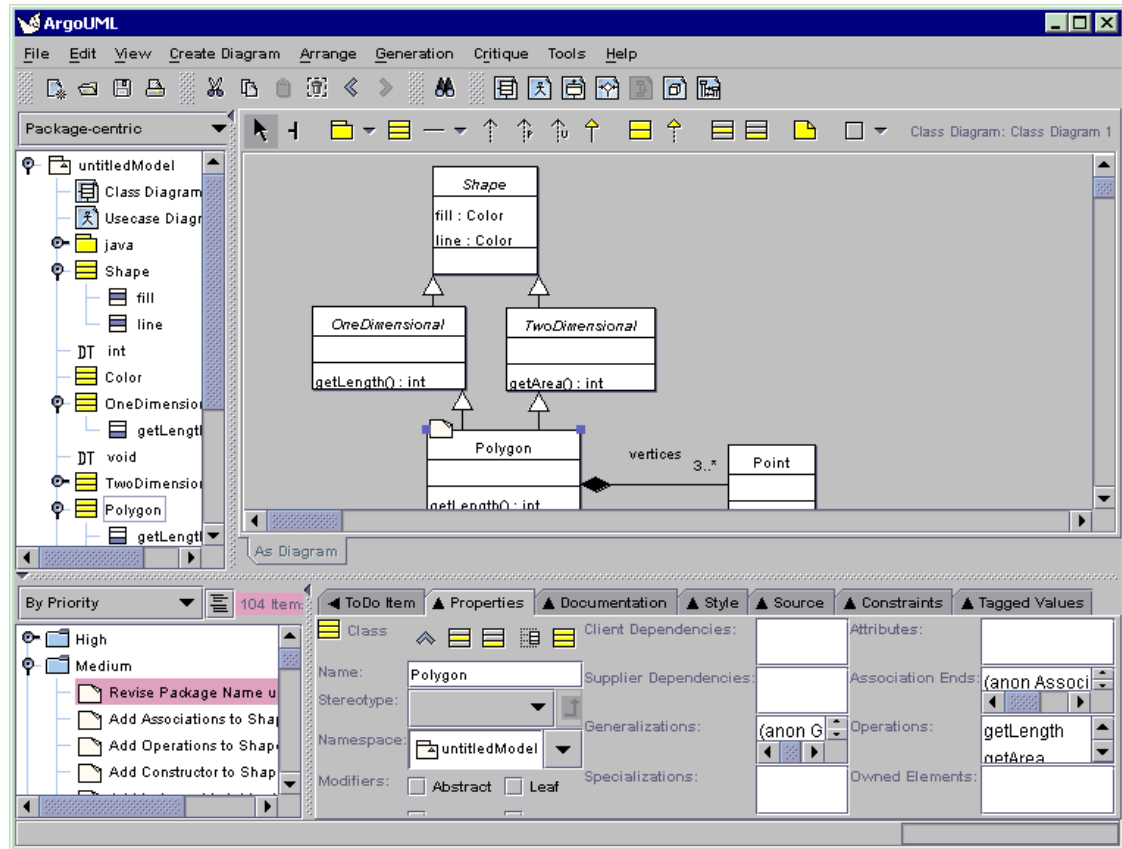 ArgoUML
File Edit View Create Diagram Arrange Generation Critique Tools Help
Package-centric
Class Diagram: Class Diagram 1
untitledModel
Class Diagram
Usecase Diagr
java
Shape
fill
line
DT int
Color
OneDimension
getLengtl
DT void
TwoDimension
Polygon
getLengtl
Shape
fill : Color
line : Color
OneDimensional
getLength() : int
TwoDimensional
getArea() : int
Polygon
getLength() : int
vertices
3..*
Point
As Diagram
By Priority
104 Item:
High
Medium
Revise Package Name u
Add Associations to Shap
Add Operations to Shap
Add Constructor to Shap
ToDo Item Properties Documentation Style Source Constraints Tagged Values
Class
Name: Polygon
Stereotype:
Namespace: untitledModel
Modifiers: Abstract Leaf
Client Dependencies:
Supplier Dependencies:
Generalizations: (anon G
Specializations:
Attributes:
Association Ends: (anon Associ
Operations: getLength
getArea
Owned Elements: